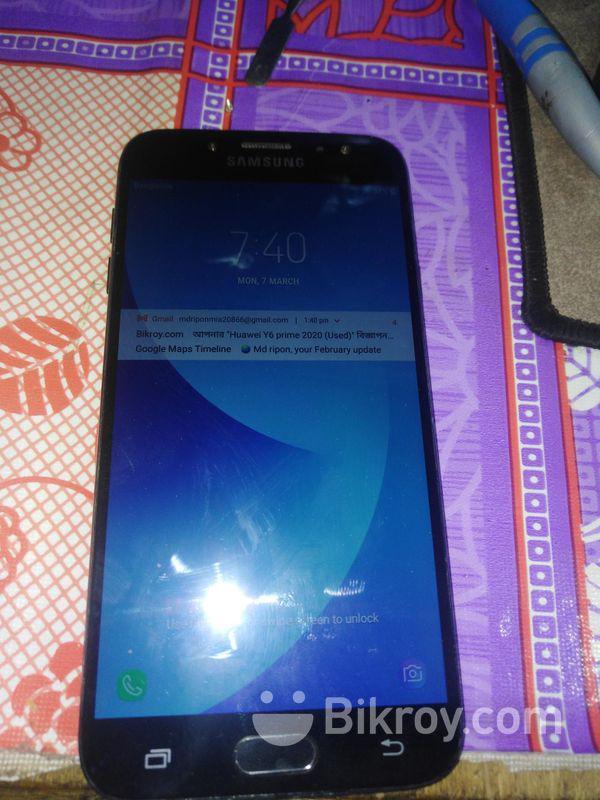 SAMSUNG
7:40
MON, 7 MARCH
Gmail mdriponmia20866@gmail.com | 1:40 pm
4
Bikroy.com আপনার "Huawei Y6 prime 2020 (Used)" বিজ্ঞাপন...
Google Maps Timeline Md ripon, your February update
to unlock
Bikroy.com